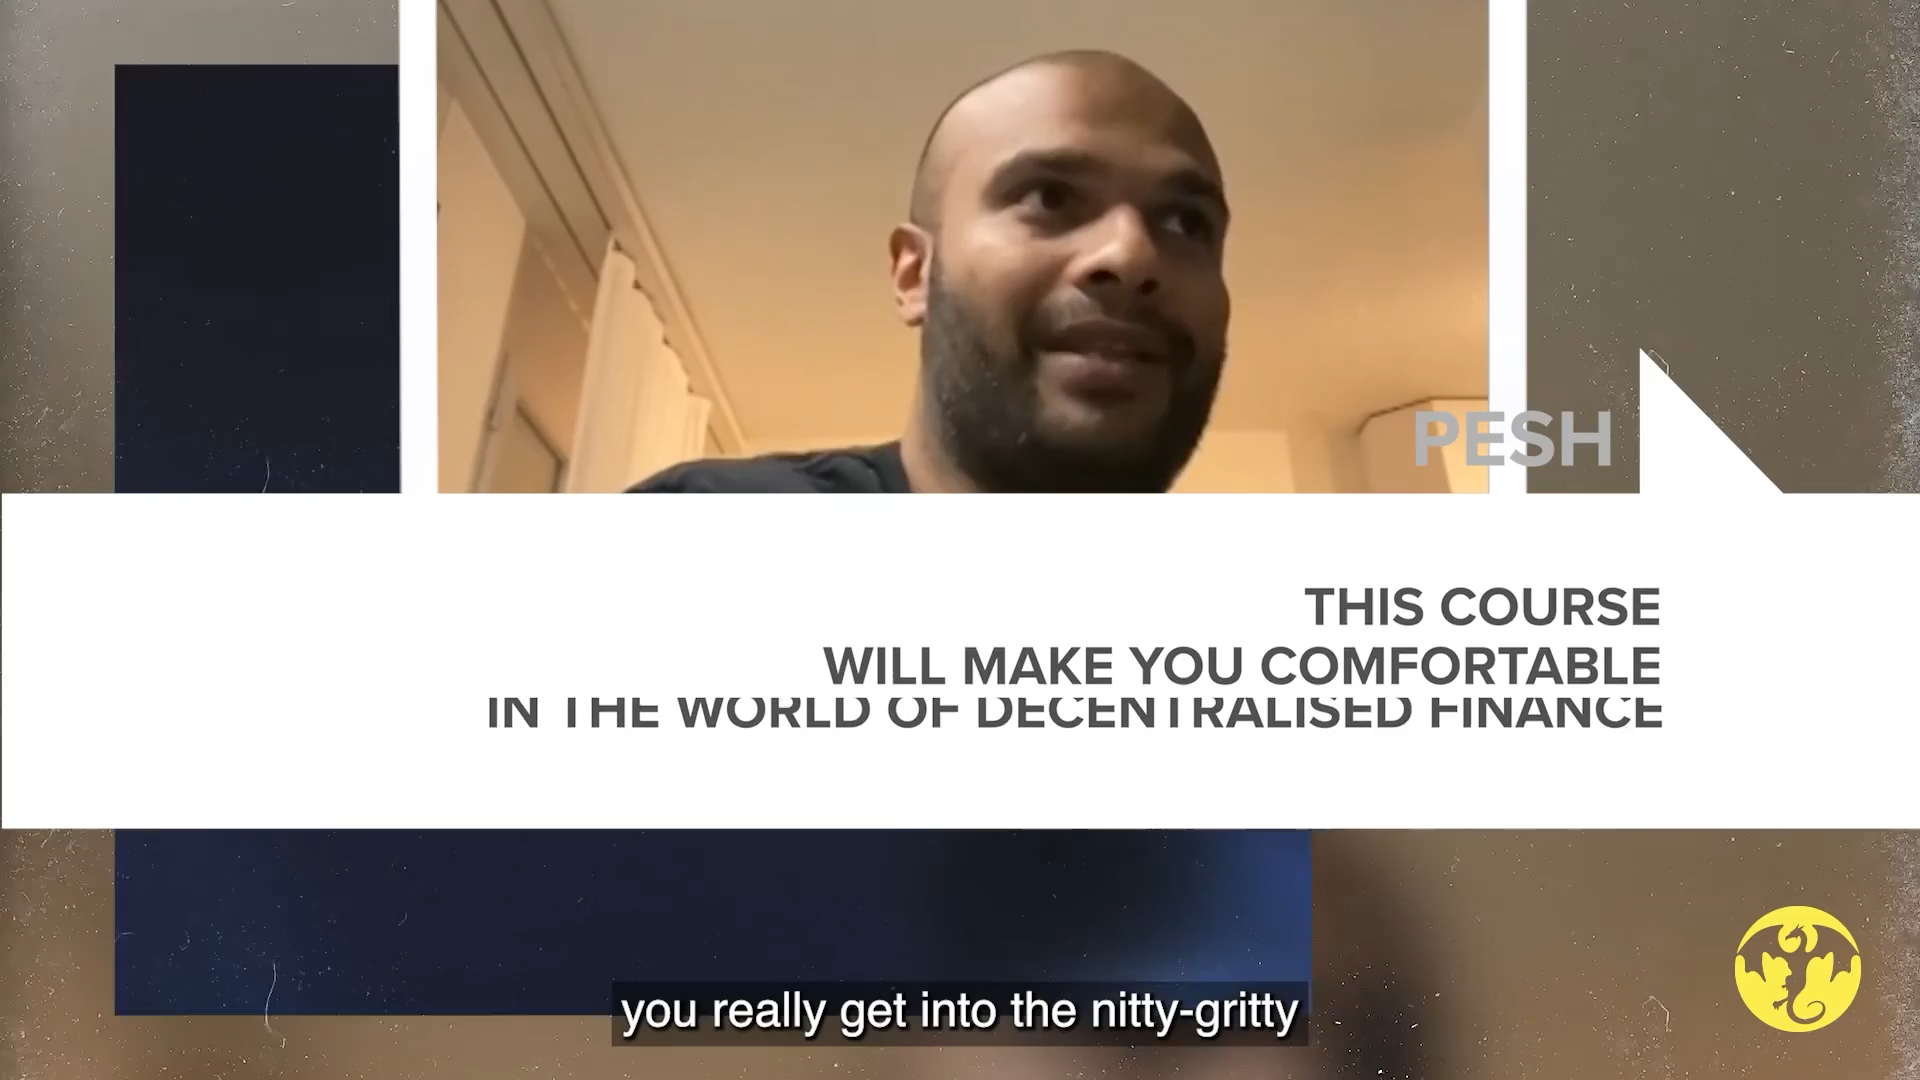 PESH
THIS COURSE
WILL MAKE YOU COMFORTABLE
IN THE WORLD OF DECENTRALISED FINANCE
you really get into the nitty-gritty